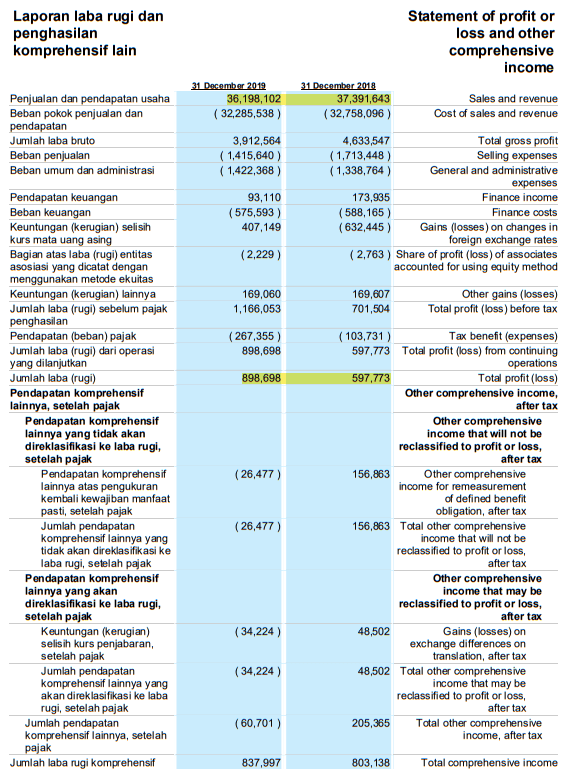 Laporan laba rugi dan
penghasilan
komprehensif lain
Statement of profit or
loss and other
comprehensive
income
31 December 2019 31 December 2018
Penjualan dan pendapatan usaha 36,198,102 37,391,643 Sales and revenue
Beban pokok penjualan dan
pendapatan
( 32,285,538 ) ( 32,758,096 ) Cost of sales and revenue
Jumlah laba bruto 3,912,564 4,633,547 Total gross profit
Beban penjualan ( 1,415,640 ) ( 1,713,448 ) Selling expenses
Beban umum dan administrasi ( 1,422,368 ) ( 1,338,764 ) General and administrative
expenses
Pendapatan keuangan 93,110 173,935 Finance income
Beban keuangan ( 575,593 ) ( 588,165 ) Finance costs
Keuntungan (kerugian) selisih
kurs mata uang asing
407,149 ( 632,445 ) Gains (losses) on changes in
foreign exchange rates
Bagian atas laba (rugi) entitas
asosiasi yang dicatat dengan
menggunakan metode ekuitas
( 2,229 ) ( 2,763 ) Share of profit (loss) of associates
accounted for using equity method
Keuntungan (kerugian) lainnya 169,060 169,607 Other gains (losses)
Jumlah laba (rugi) sebelum pajak
penghasilan
1,166,053 701,504 Total profit (loss) before tax
Pendapatan (beban) pajak ( 267,355 ) ( 103,731 ) Tax benefit (expenses)
Jumlah laba (rugi) dari operasi
yang dilanjutkan
898,698 597,773 Total profit (loss) from continuing
operations
Jumlah laba (rugi) 898,698 597,773 Total profit (loss)
Pendapatan komprehensif
lainnya, setelah pajak
Other comprehensive income,
after tax
Pendapatan komprehensif
lainnya yang tidak akan
direklasifikasi ke laba rugi,
setelah pajak
Other comprehensive
income that will not be
reclassified to profit or loss,
after tax
Pendapatan komprehensif
lainnya atas pengukuran
kembali kewajiban manfaat
pasti, setelah pajak
( 26,477 ) 156,863 Other comprehensive
income for remeasurement
of defined benefit
obligation, after tax
Jumlah pendapatan
komprehensif lainnya yang
tidak akan direklasifikasi ke
laba rugi, setelah pajak
( 26,477 ) 156,863 Total other comprehensive
income that will not be
reclassified to profit or loss,
after tax
Pendapatan komprehensif
lainnya yang akan
direklasifikasi ke laba rugi,
setelah pajak
Other comprehensive
income that may be
reclassified to profit or loss,
after tax
Keuntungan (kerugian)
selisih kurs penjabaran,
setelah pajak
( 34,224 ) 48,502 Gains (losses) on
exchange differences on
translation, after tax
Jumlah pendapatan
komprehensif lainnya yang
akan direklasifikasi ke laba
rugi, setelah pajak
( 34,224 ) 48,502 Total other comprehensive
income that may be
reclassified to profit or loss,
after tax
Jumlah pendapatan
komprehensif lainnya, setelah
pajak
( 60,701 ) 205,365 Total other comprehensive
income, after tax
Jumlah laba rugi komprehensif 837,997 803,138 Total comprehensive income